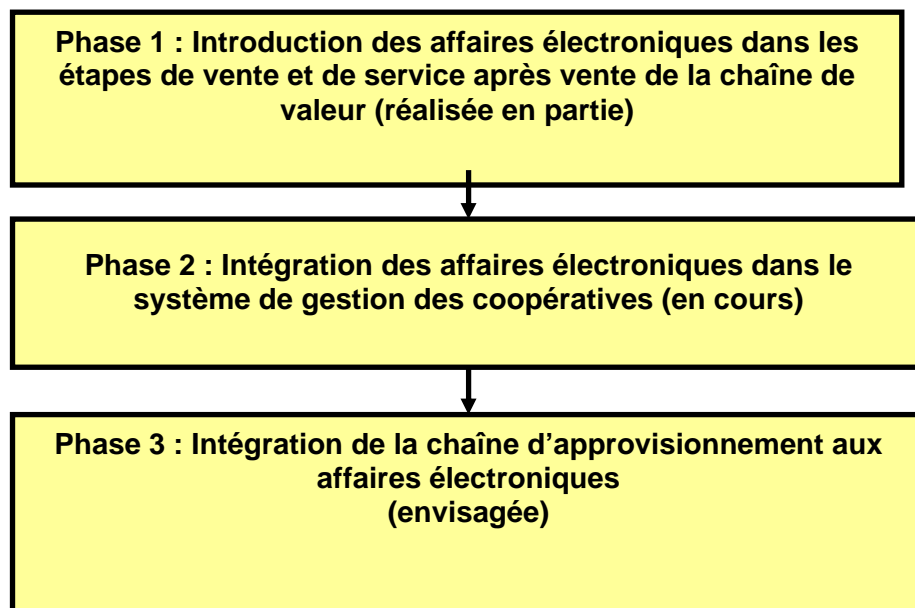 Phase 1 : Introduction des affaires électroniques dans les
étapes de vente et de service après vente de la chaîne de
valeur (réalisée en partie)
Phase 2 : Intégration des affaires électroniques dans le
système de gestion des coopératives (en cours)
Phase 3 : Intégration de la chaîne d’approvisionnement aux
affaires électroniques
(envisagée)